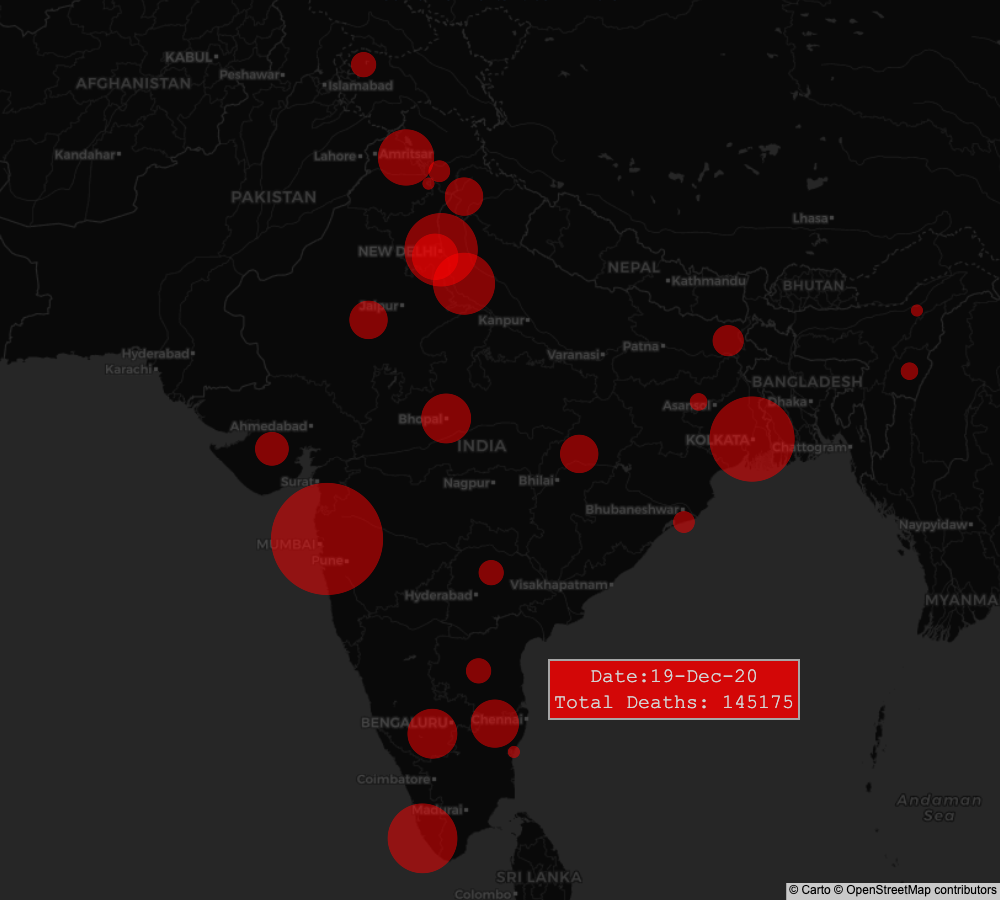 KABUL
Peshawar
AFGHANISTAN
Islamabad
Kandahar
Lahore
Amritsar
PAKISTAN
Lhasa
NEW DELHI
NEPAL
Kathmandu
BHUTAN
Jaipur
Kanpur
Hyderabad
Karachi
Varanasi
Patna
BANGLADESH
Asansol
Dhaka
Ahmedabad
Bhopal
INDIA
KOLKATA
Chattogram
Surat
Nagpur
Bhilai
Bhubaneshwar
Naypyidaw
MUMBAI
Pune
Hyderabad
Visakhapatnam
MYANMA
Date:19-Dec-20
Total Deaths: 145175
BENGALURU
Chennai
Coimbatore
Madurai
Andaman
Sea
SRI LANKA
Colombo
© Carto © OpenStreetMap contributors